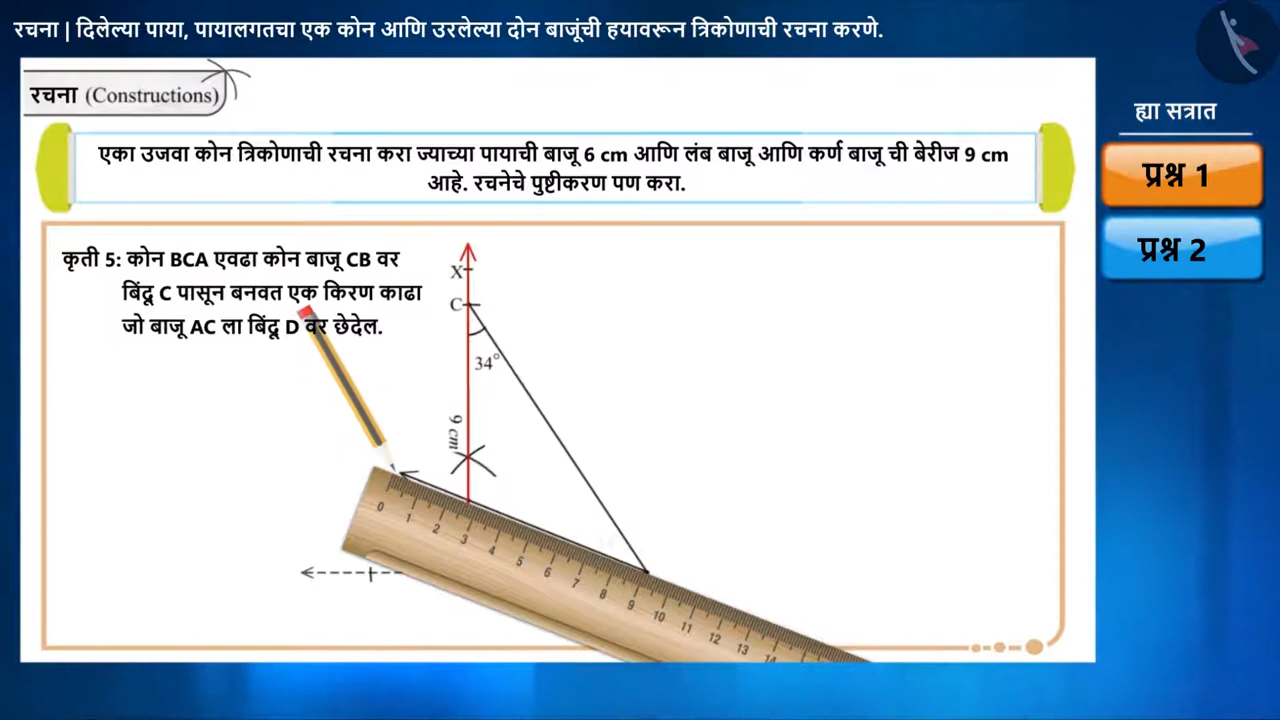 रचना | दिलेल्या पाया, पायालगतचा एक कोन आणि उरलेल्या दोन बाजूंची हयावरून त्रिकोणाची रचना करणे.
रचना (Constructions)
ह्या सत्रात
एका उजवा कोन त्रिकोणाची रचना करा ज्याच्या पायाची बाजू 6 cm आणि लंब बाजू आणि कर्ण बाजू ची बेरीज 9 cm
आहे. रचनेचे पुष्टीकरण पण करा.
प्रश्न 1
प्रश्न 2
कृती 5: कोन BCA एवढा कोन बाजू CB वर
बिंदू C पासून बनवत एक किरण काढा
जो बाजू AC ला बिंदू D वर छेदेल.
X
C
34°
9 cm
0 1 2 3 4 5 6 7 8 9 10 11 12 13 14